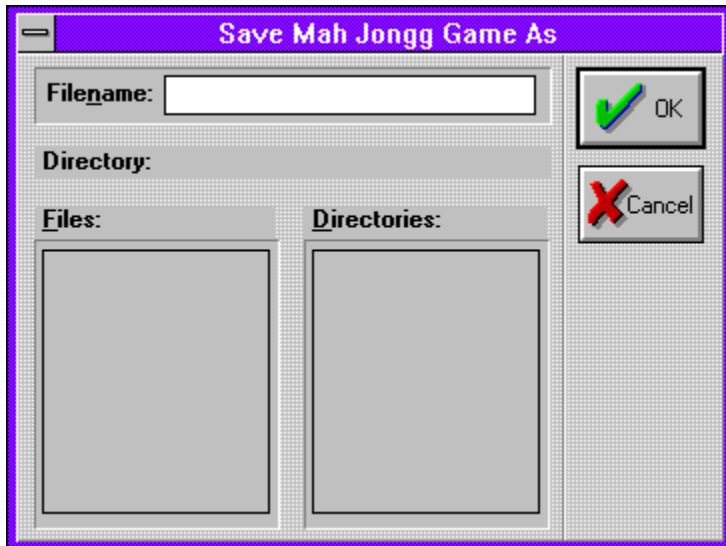 Save Mah Jongg Game As
Filename:
OK
Directory:
Cancel
Files:
Directories: